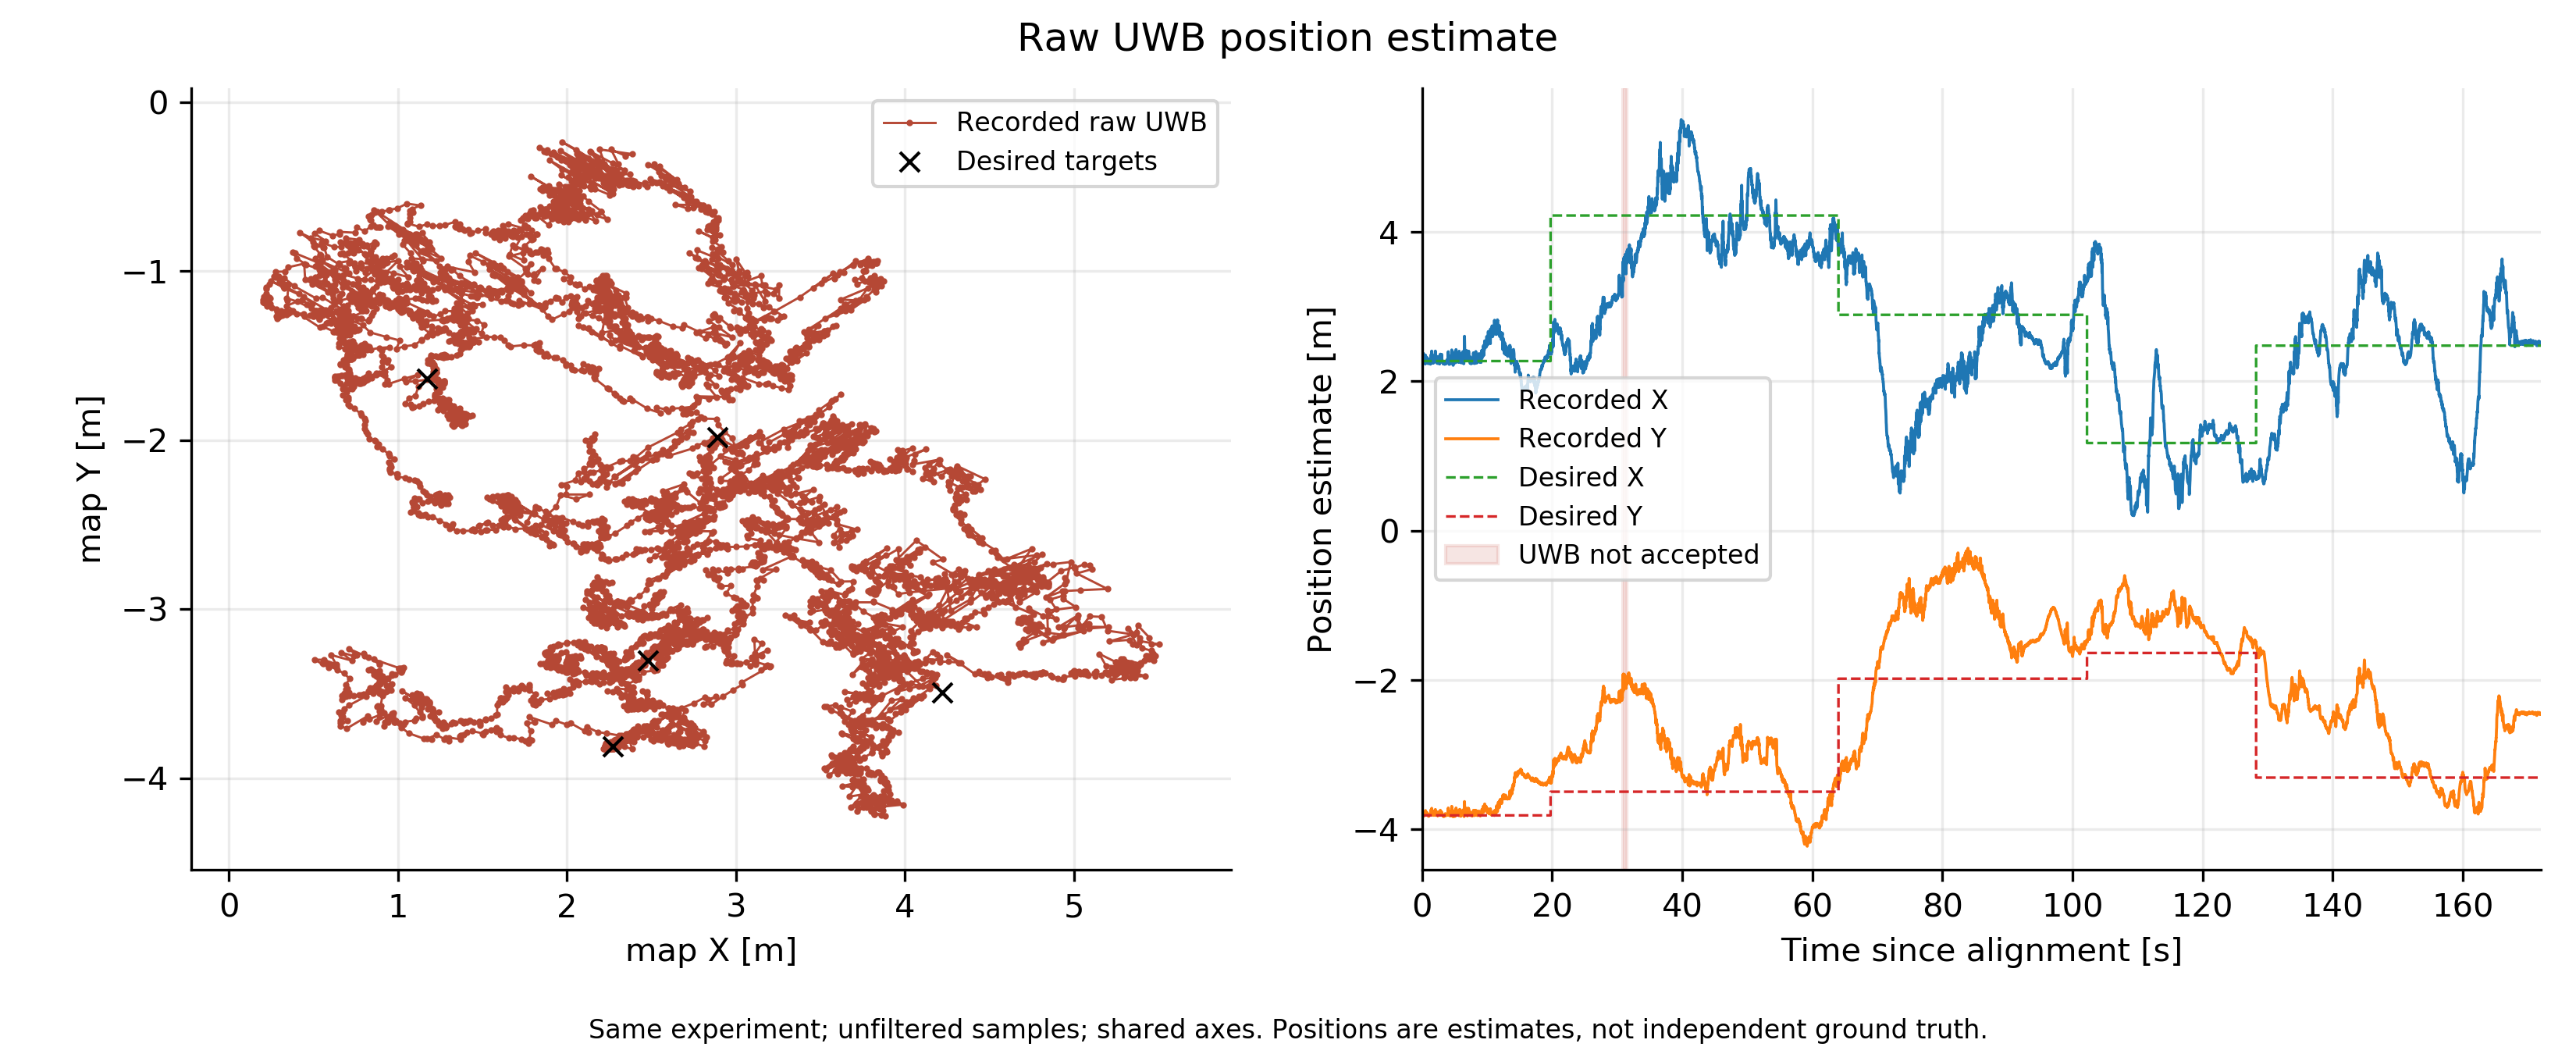 Raw UWB position estimate
Recorded raw UWB
Desired targets
0
−1
−2
−3
−4
map Y [m]
0 1 2 3 4 5
map X [m]
4
2
0
−2
−4
Position estimate [m]
Recorded X
Recorded Y
Desired X
Desired Y
UWB not accepted
0 20 40 60 80 100 120 140 160
Time since alignment [s]
Same experiment; unfiltered samples; shared axes. Positions are estimates, not independent ground truth.